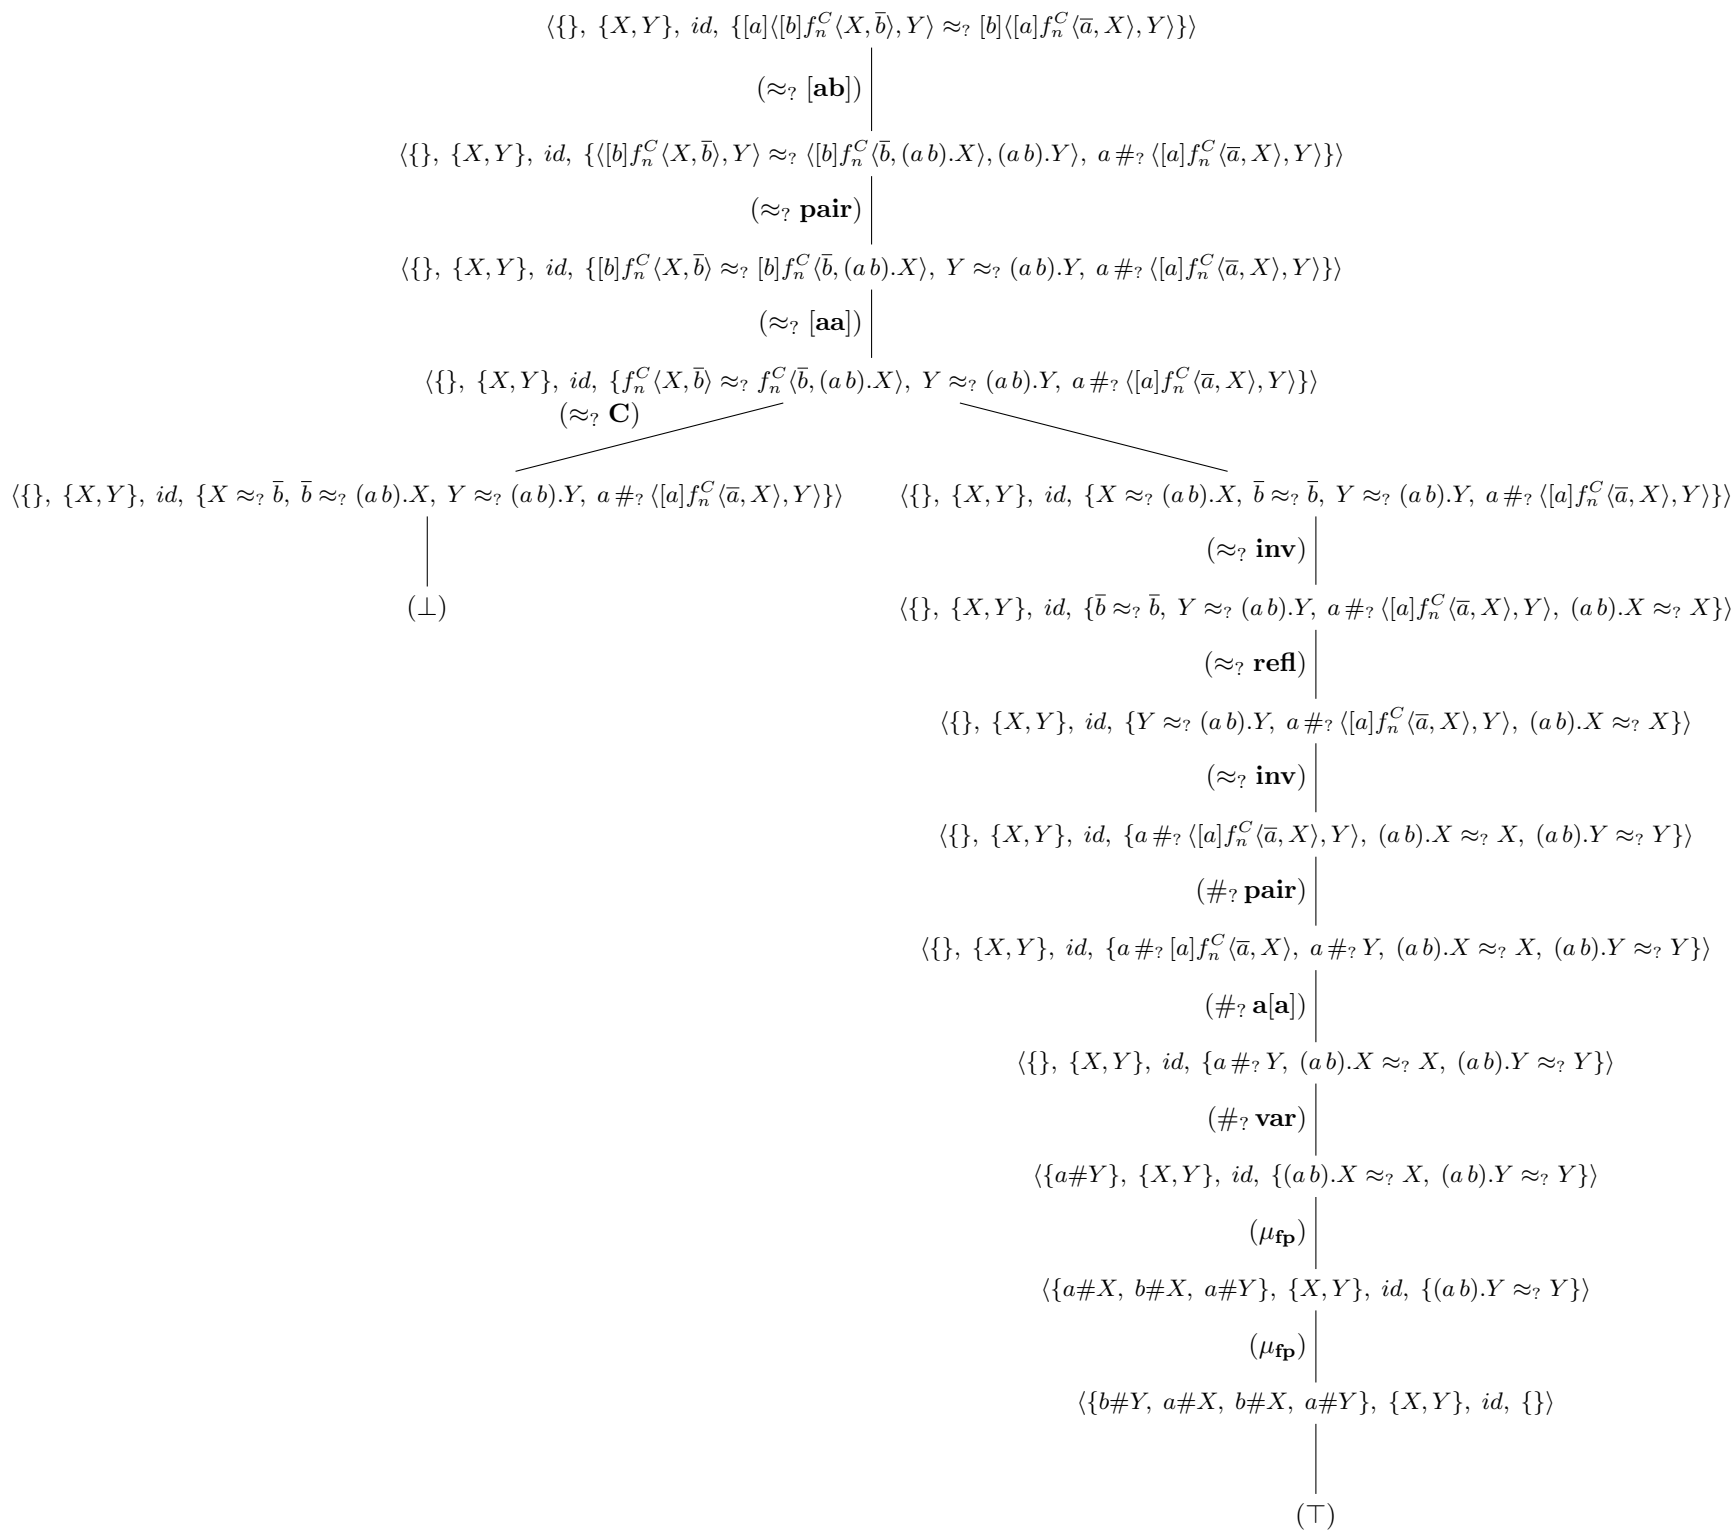 ⟨{}, {X, Y}, id, {[a]⟨[b]f_n^C⟨X, b̅⟩, Y⟩ ≈? [b]⟨[a]f_n^C⟨a̅, X⟩, Y⟩}⟩
(≈? [ab])
⟨{}, {X, Y}, id, {⟨[b]f_n^C⟨X, b̅⟩, Y⟩ ≈? ⟨[b]f_n^C⟨b̅, (a b).X⟩, (a b).Y⟩, a #? ⟨[a]f_n^C⟨a̅, X⟩, Y⟩}⟩
(≈? pair)
⟨{}, {X, Y}, id, {[b]f_n^C⟨X, b̅⟩ ≈? [b]f_n^C⟨b̅, (a b).X⟩, Y ≈? (a b).Y, a #? ⟨[a]f_n^C⟨a̅, X⟩, Y⟩}⟩
(≈? [aa])
⟨{}, {X, Y}, id, {f_n^C⟨X, b̅⟩ ≈? f_n^C⟨b̅, (a b).X⟩, Y ≈? (a b).Y, a #? ⟨[a]f_n^C⟨a̅, X⟩, Y⟩}⟩
(≈? C)
⟨{}, {X, Y}, id, {X ≈? b̅, b̅ ≈? (a b).X, Y ≈? (a b).Y, a #? ⟨[a]f_n^C⟨a̅, X⟩, Y⟩}⟩
(⊥)
⟨{}, {X, Y}, id, {X ≈? (a b).X, b̅ ≈? b̅, Y ≈? (a b).Y, a #? ⟨[a]f_n^C⟨a̅, X⟩, Y⟩}⟩
(≈? inv)
⟨{}, {X, Y}, id, {b̅ ≈? b̅, Y ≈? (a b).Y, a #? ⟨[a]f_n^C⟨a̅, X⟩, Y⟩, (a b).X ≈? X}⟩
(≈? refl)
⟨{}, {X, Y}, id, {Y ≈? (a b).Y, a #? ⟨[a]f_n^C⟨a̅, X⟩, Y⟩, (a b).X ≈? X}⟩
(≈? inv)
⟨{}, {X, Y}, id, {a #? ⟨[a]f_n^C⟨a̅, X⟩, Y⟩, (a b).X ≈? X, (a b).Y ≈? Y}⟩
(#? pair)
⟨{}, {X, Y}, id, {a #? [a]f_n^C⟨a̅, X⟩, a #? Y, (a b).X ≈? X, (a b).Y ≈? Y}⟩
(#? a[a])
⟨{}, {X, Y}, id, {a #? Y, (a b).X ≈? X, (a b).Y ≈? Y}⟩
(#? var)
⟨{a#Y}, {X, Y}, id, {(a b).X ≈? X, (a b).Y ≈? Y}⟩
(μ_fp)
⟨{a#X, b#X, a#Y}, {X, Y}, id, {(a b).Y ≈? Y}⟩
(μ_fp)
⟨{b#Y, a#X, b#X, a#Y}, {X, Y}, id, {}⟩
(⊤)